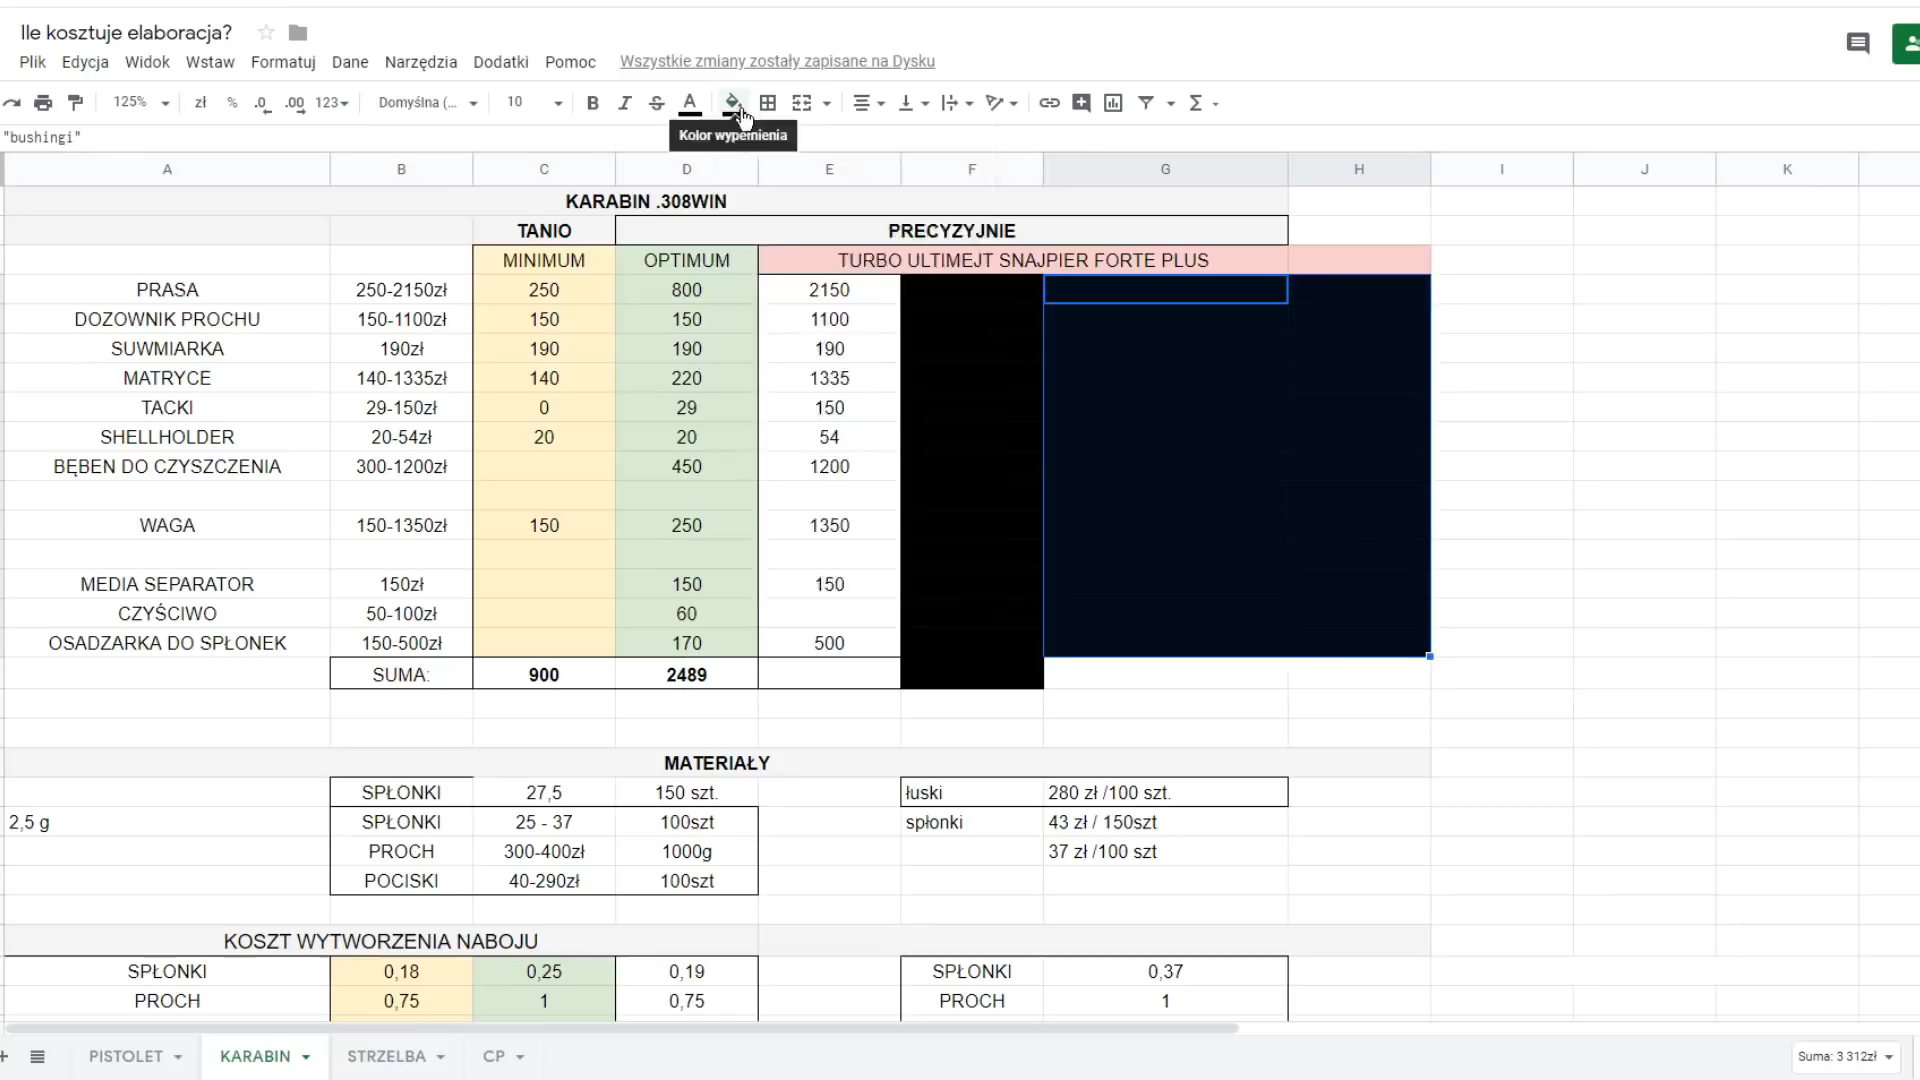 Ile kosztuje elaboracja?
Plik Edycja Widok Wstaw Formatuj Dane Narzędzia Dodatki Pomoc Wszystkie zmiany zostały zapisane na Dysku
125% zł % .0 .00 123 Domyślna (... 10 B I S A Σ
Kolor wypełnienia
"bushingi"
A B C D E F G H I J K
KARABIN .308WIN
TANIO PRECYZYJNIE
MINIMUM OPTIMUM TURBO ULTIMEJT SNAJPIER FORTE PLUS
PRASA 250-2150zł 250 800 2150
DOZOWNIK PROCHU 150-1100zł 150 150 1100
SUWMIARKA 190zł 190 190 190
MATRYCE 140-1335zł 140 220 1335
TACKI 29-150zł 0 29 150
SHELLHOLDER 20-54zł 20 20 54
BĘBEN DO CZYSZCZENIA 300-1200zł 450 1200
WAGA 150-1350zł 150 250 1350
MEDIA SEPARATOR 150zł 150 150
CZYŚCIWO 50-100zł 60
OSADZARKA DO SPŁONEK 150-500zł 170 500
SUMA: 900 2489
MATERIAŁY
SPŁONKI 27,5 150 szt. łuski 280 zł /100 szt.
2,5 g SPŁONKI 25 - 37 100szt spłonki 43 zł / 150szt
PROCH 300-400zł 1000g 37 zł /100 szt
POCISKI 40-290zł 100szt
KOSZT WYTWORZENIA NABOJU
SPŁONKI 0,18 0,25 0,19 SPŁONKI 0,37
PROCH 0,75 1 0,75 PROCH 1
+ PISTOLET KARABIN STRZELBA CP Suma: 3 312zł